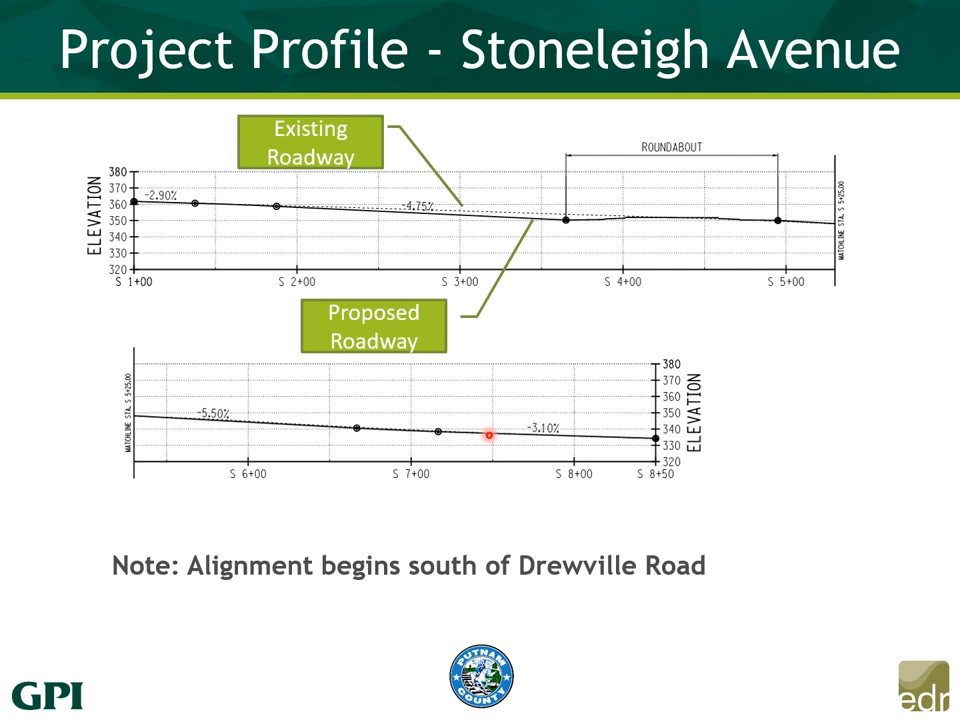 Project Profile - Stoneleigh Avenue
Existing
Roadway
ROUNDABOUT
ELEVATION
380
370
360
350
340
330
320
-2.90%
-4.75%
MATCHLINE STA. S 5+25.00
S 1+00
S 2+00
S 3+00
S 4+00
S 5+00
Proposed
Roadway
MATCHLINE STA. S 5+25.00
-5.50%
-3.10%
380
370
360
350
340
330
320
ELEVATION
S 6+00
S 7+00
S 8+00
S 8+50
Note: Alignment begins south of Drewville Road
GPI
PUTNAM
COUNTY
edr